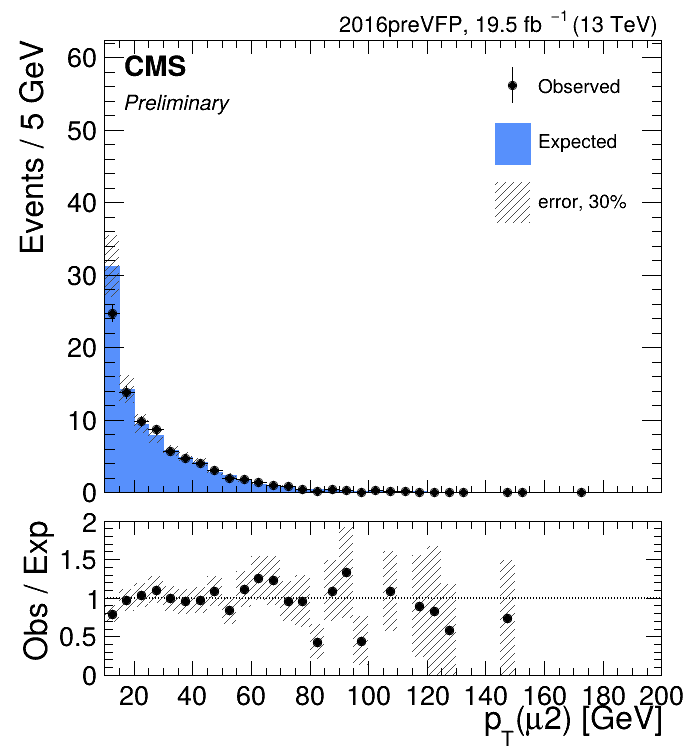 2016preVFP, 19.5 fb⁻¹ (13 TeV)
CMS
Preliminary
Observed
Expected
error, 30%
Events / 5 GeV
60
50
40
30
20
10
0
Obs / Exp
2
1.5
1
0.5
0
20 40 60 80 100 120 140 160 180 200
p_T(μ2) [GeV]